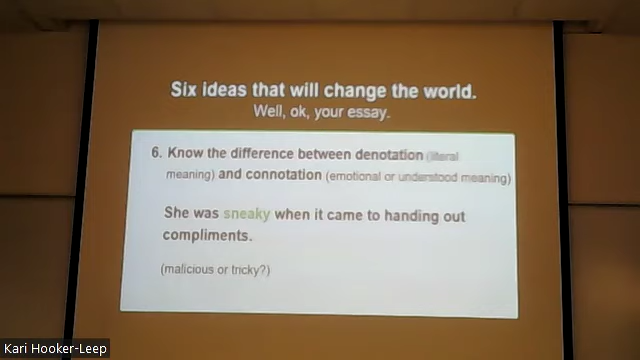 Six ideas that will change the world.
Well, ok, your essay.
6. Know the difference between denotation (literal
meaning) and connotation (emotional or understood meaning)
She was sneaky when it came to handing out
compliments.
(malicious or tricky?)
Kari Hooker-Leep